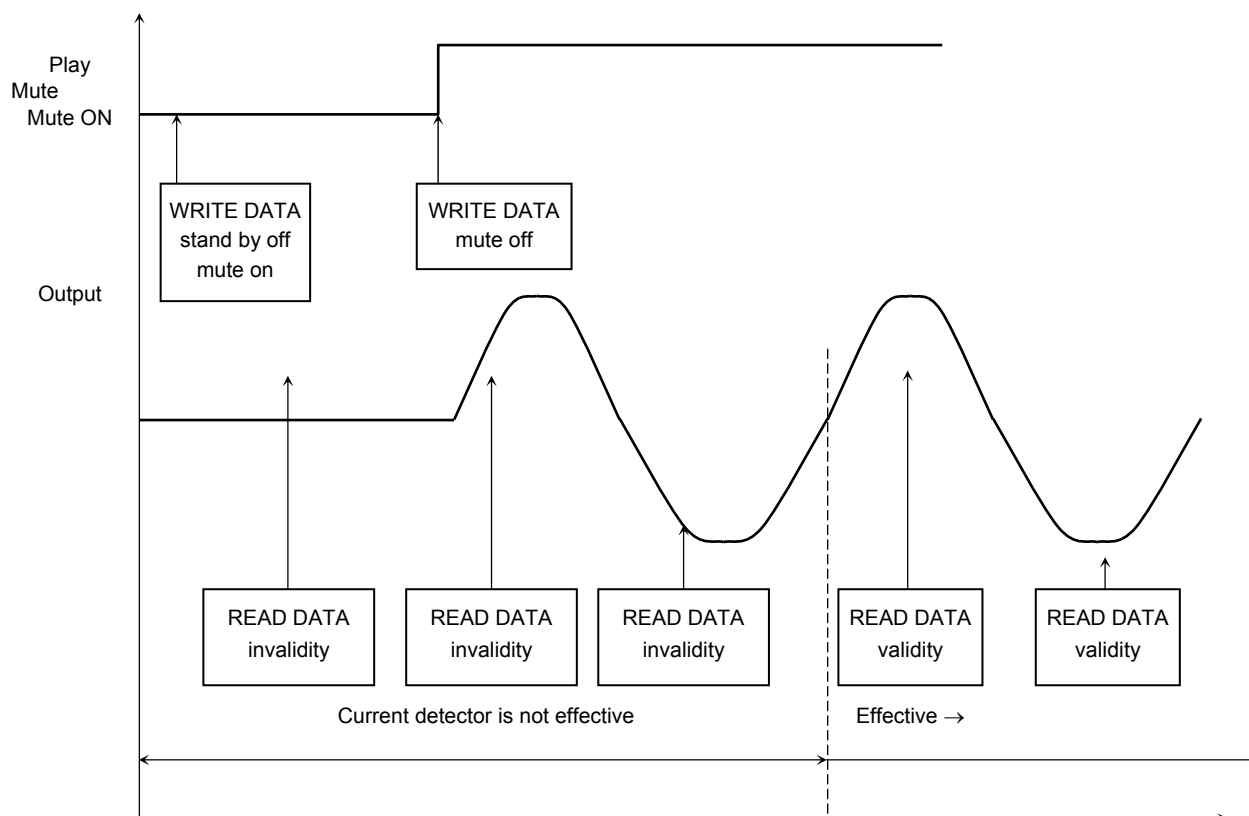 Play
Mute
Mute ON
WRITE DATA
stand by off
mute on
WRITE DATA
mute off
Output
READ DATA
invalidity
READ DATA
invalidity
READ DATA
invalidity
READ DATA
validity
READ DATA
validity
Current detector is not effective
Effective →